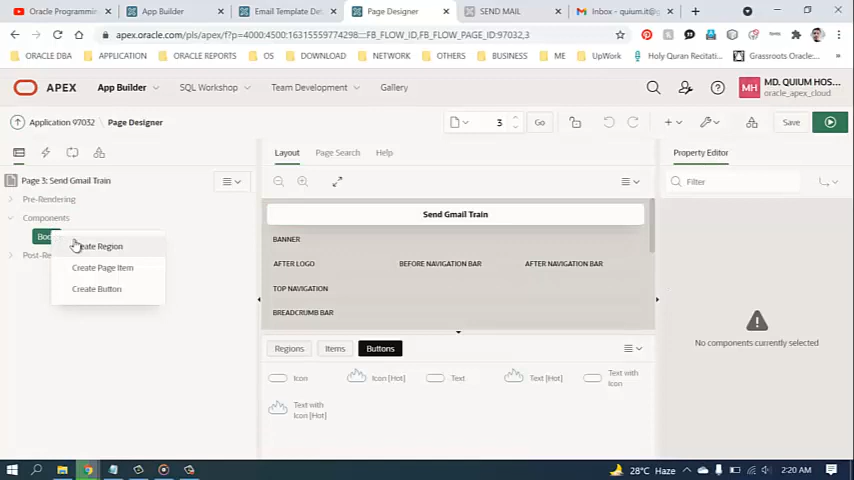 Oracle Programming
App Builder
Email Template De
Page Designer
SEND MAIL
Inbox - quium.it@g
apex.oracle.com/pls/apex/f?p=4000:4500:16315559774298::::FB_FLOW_ID,FB_FLOW_PAGE_ID:97032,3
ORACLE DBA
APPLICATION
ORACLE REPORTS
OS
DOWNLOAD
NETWORK
OTHERS
BUSINESS
ME
UpWork
Holy Quran Recitati...
Grassroots Oracle:...
APEX
App Builder
SQL Workshop
Team Development
Gallery
MH
MD. QUIUM HOS...
oracle_apex_cloud
Application 97032
Page Designer
3
Go
Save
Layout
Page Search
Help
Property Editor
Page 3: Send Gmail Train
Filter
Pre-Rendering
Components
Send Gmail Train
Create Region
BANNER
Create Page Item
AFTER LOGO
BEFORE NAVIGATION BAR
AFTER NAVIGATION BAR
Create Button
TOP NAVIGATION
BREADCRUMB BAR
No components currently selected
Regions
Items
Buttons
Icon
Icon [Hot]
Text
Text [Hot]
Text with
Icon
Text with
Icon [Hot]
28°C Haze
2:20 AM